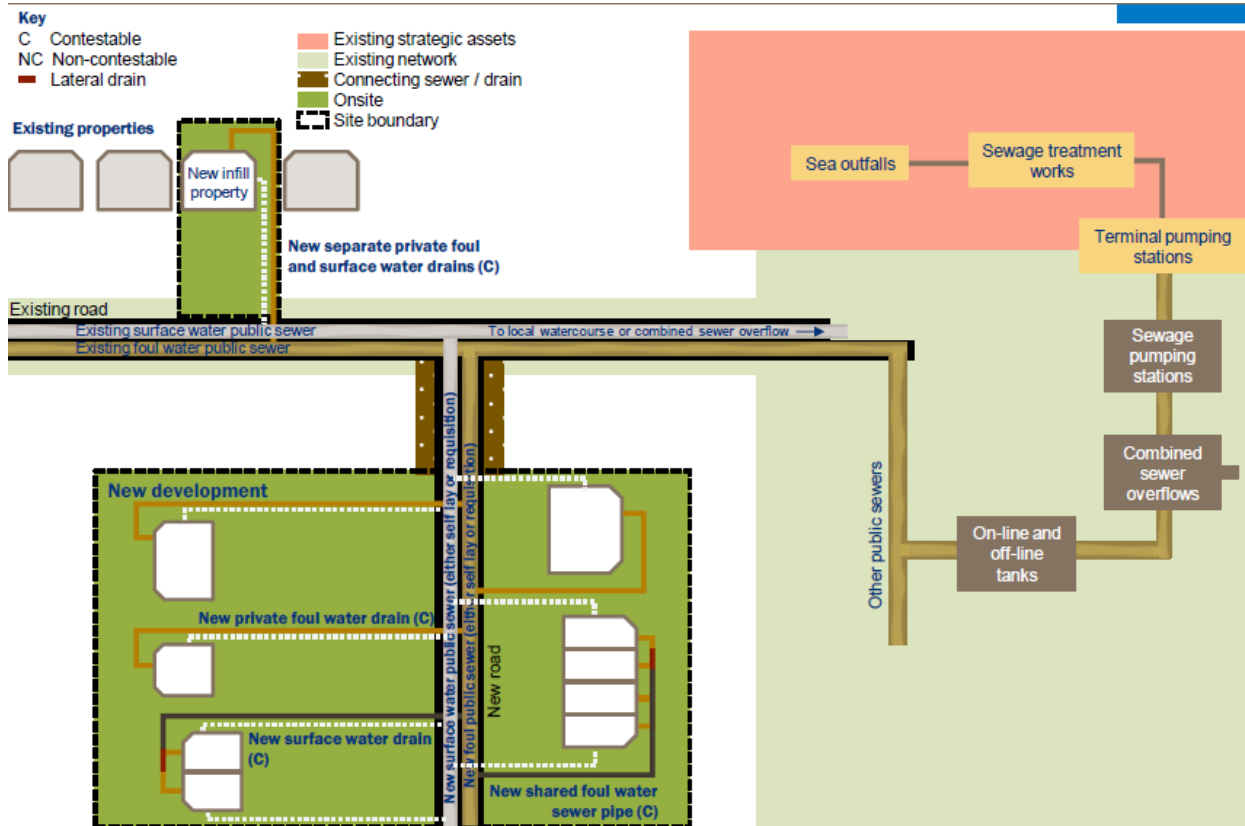 Key
C Contestable
NC Non-contestable
Lateral drain
Existing strategic assets
Existing network
Connecting sewer / drain
Onsite
Site boundary
Existing properties
New infill
property
New separate private foul
and surface water drains (C)
Sea outfalls
Sewage treatment
works
Terminal pumping
stations
Existing road
Existing surface water public sewer
To local watercourse or combined sewer overflow
Existing foul water public sewer
Sewage
pumping
stations
Combined
sewer
overflows
On-line and
off-line
tanks
Other public sewers
New development
New surface water public sewer (either self lay or requisition)
New foul public sewer (either self lay or requisition)
New private foul water drain (C)
New road
New surface water drain
(C)
New shared foul water
sewer pipe (C)